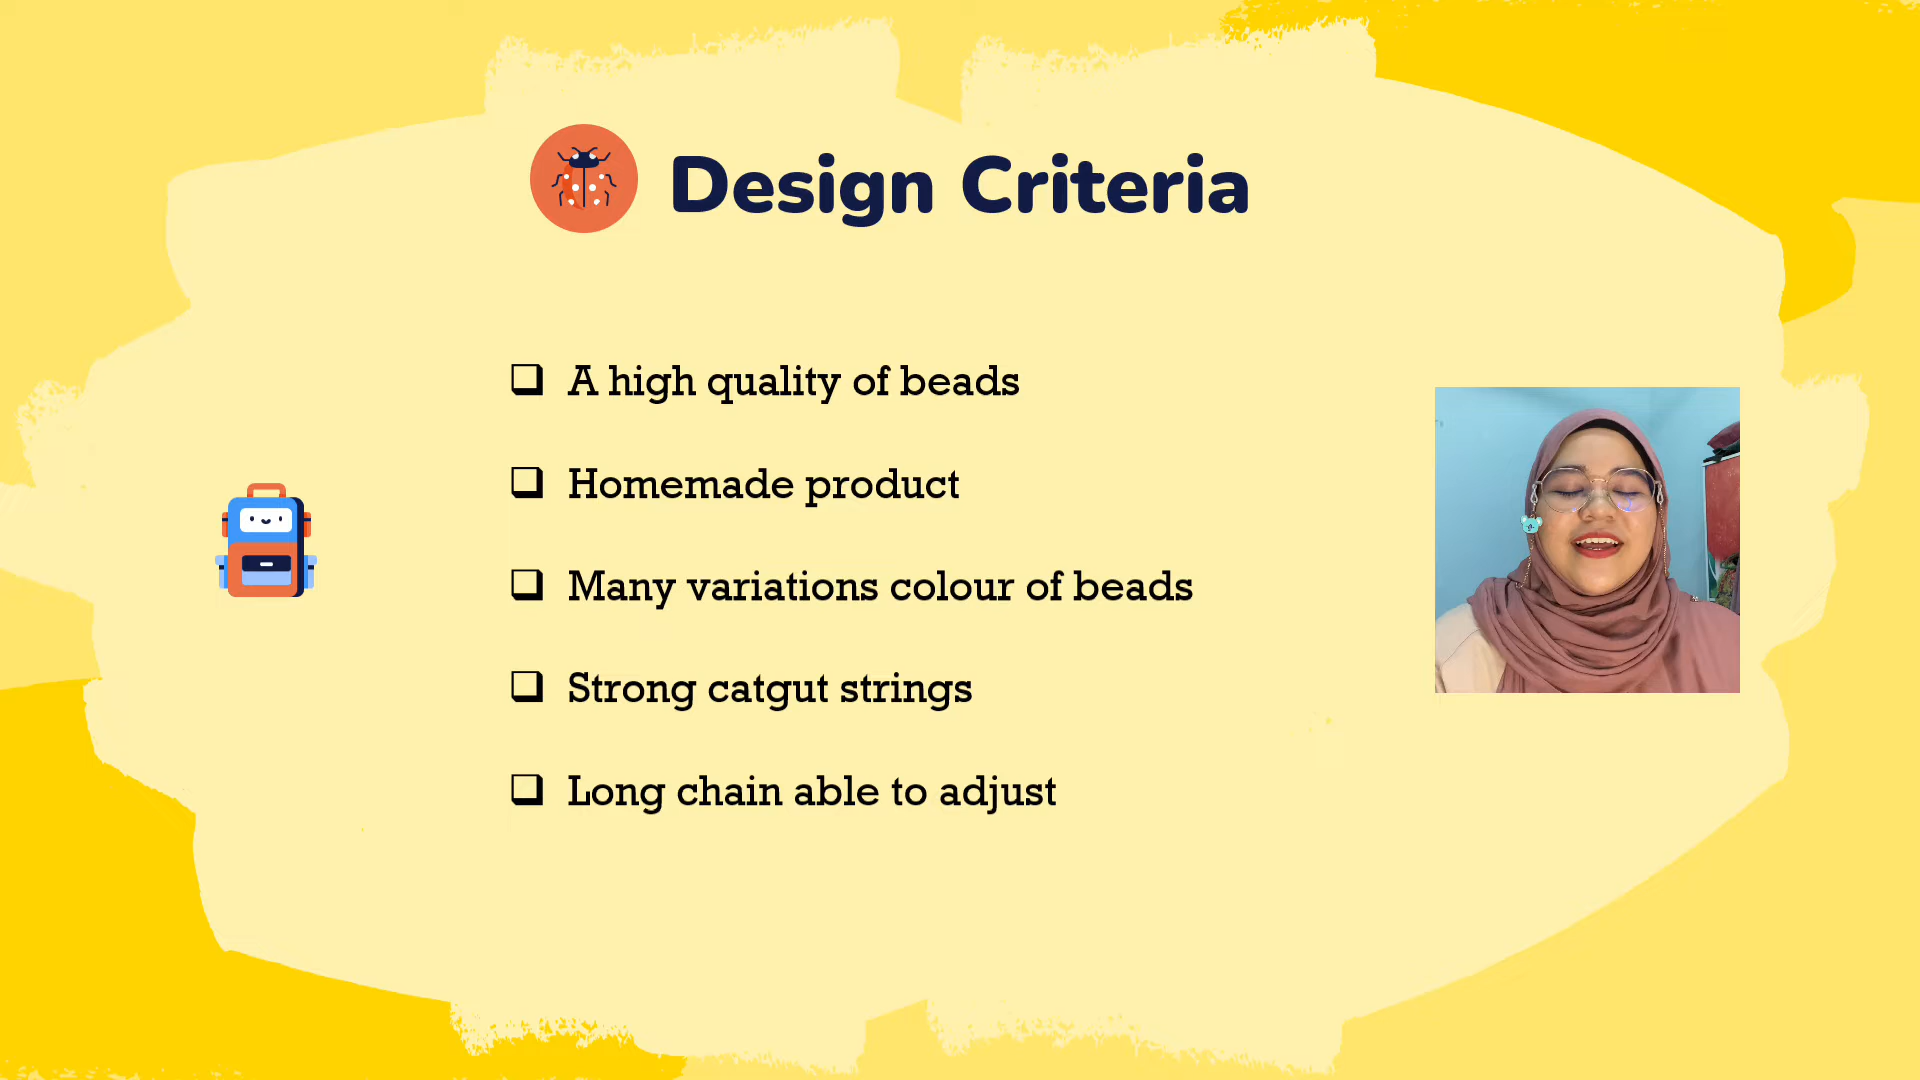 Design Criteria
A high quality of beads
Homemade product
Many variations colour of beads
Strong catgut strings
Long chain able to adjust